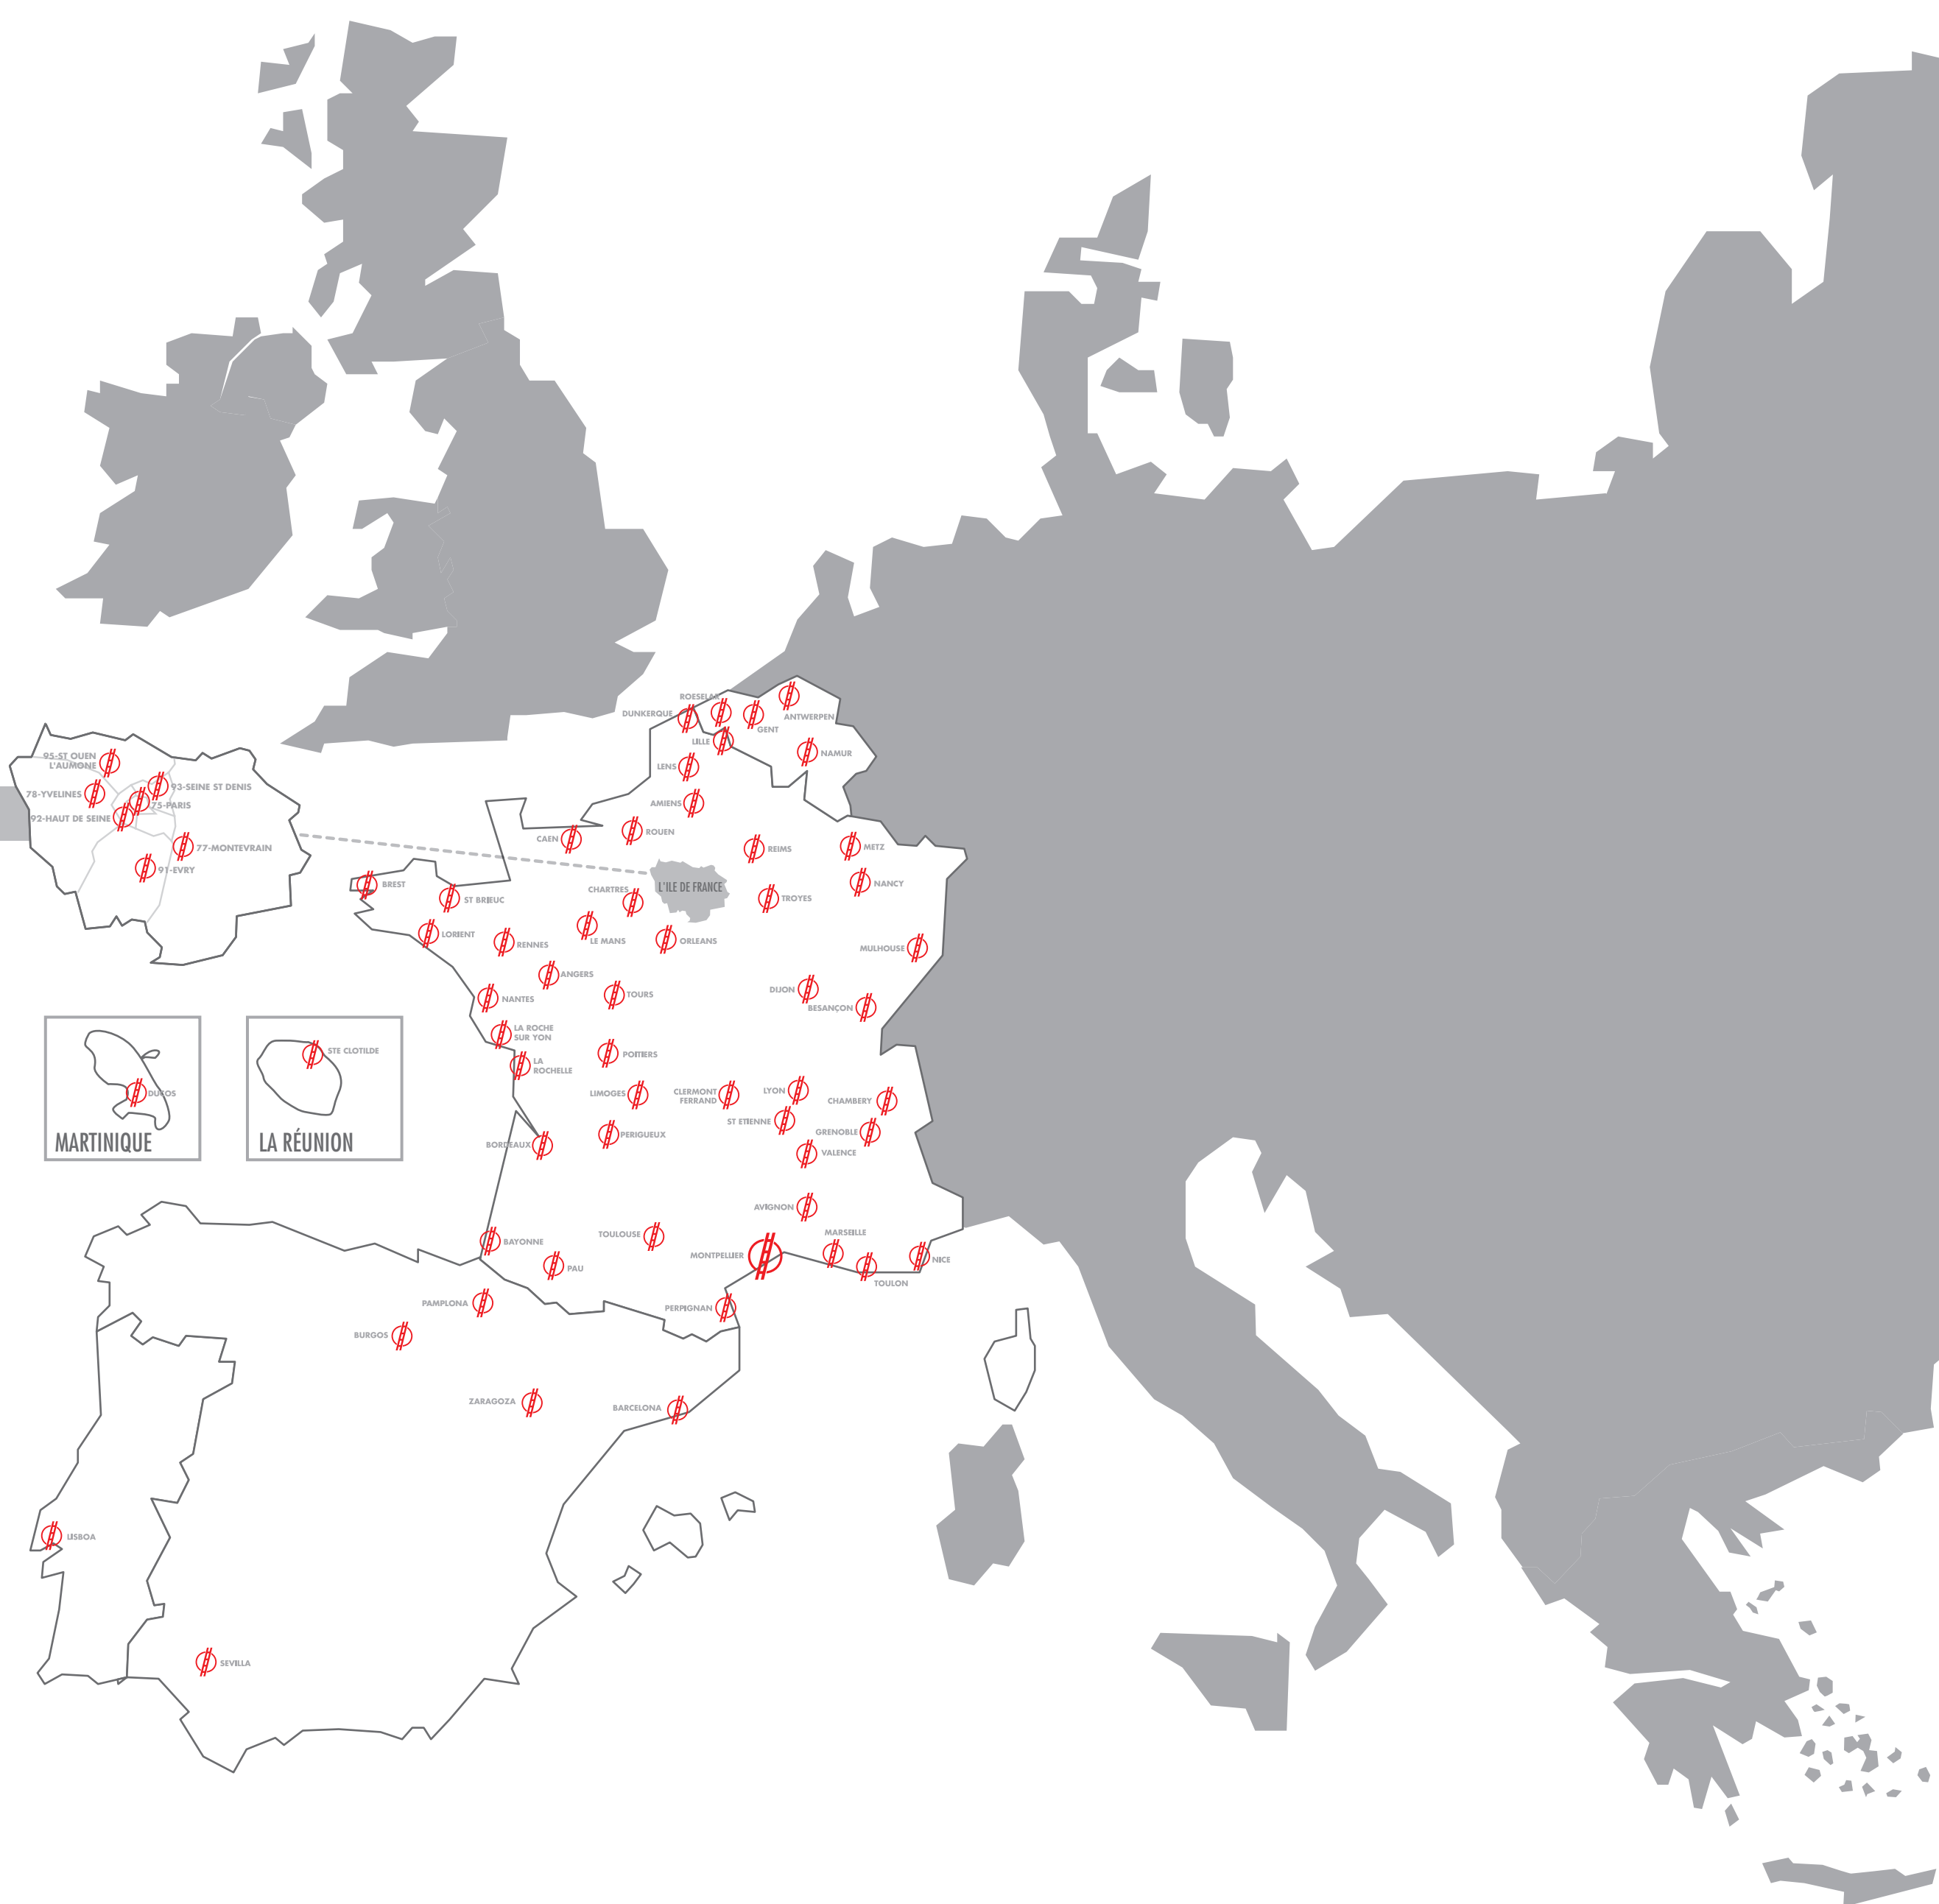 ROESELAR
DUNKERQUE
ANTWERPEN
GENT
LILLE
NAMUR
LENS
95-ST OUEN
L'AUMONE
93-SEINE ST DENIS
78-YVELINES
75-PARIS
92-HAUT DE SEINE
77-MONTEVRAIN
91-EVRY
AMIENS
ROUEN
CAEN
REIMS
METZ
BREST
ST BRIEUC
CHARTRES
L'ILE DE FRANCE
TROYES
NANCY
LORIENT
RENNES
LE MANS
ORLEANS
MULHOUSE
ANGERS
NANTES
TOURS
DIJON
BESANÇON
LA ROCHE
SUR YON
STE CLOTILDE
POITIERS
LA
ROCHELLE
DUCOS
LIMOGES
CLERMONT
FERRAND
LYON
CHAMBERY
ST ETIENNE
GRENOBLE
MARTINIQUE
LA RÉUNION
BORDEAUX
PERIGUEUX
VALENCE
AVIGNON
TOULOUSE
MARSEILLE
BAYONNE
MONTPELLIER
NICE
PAU
TOULON
PAMPLONA
PERPIGNAN
BURGOS
ZARAGOZA
BARCELONA
LISBOA
SEVILLA